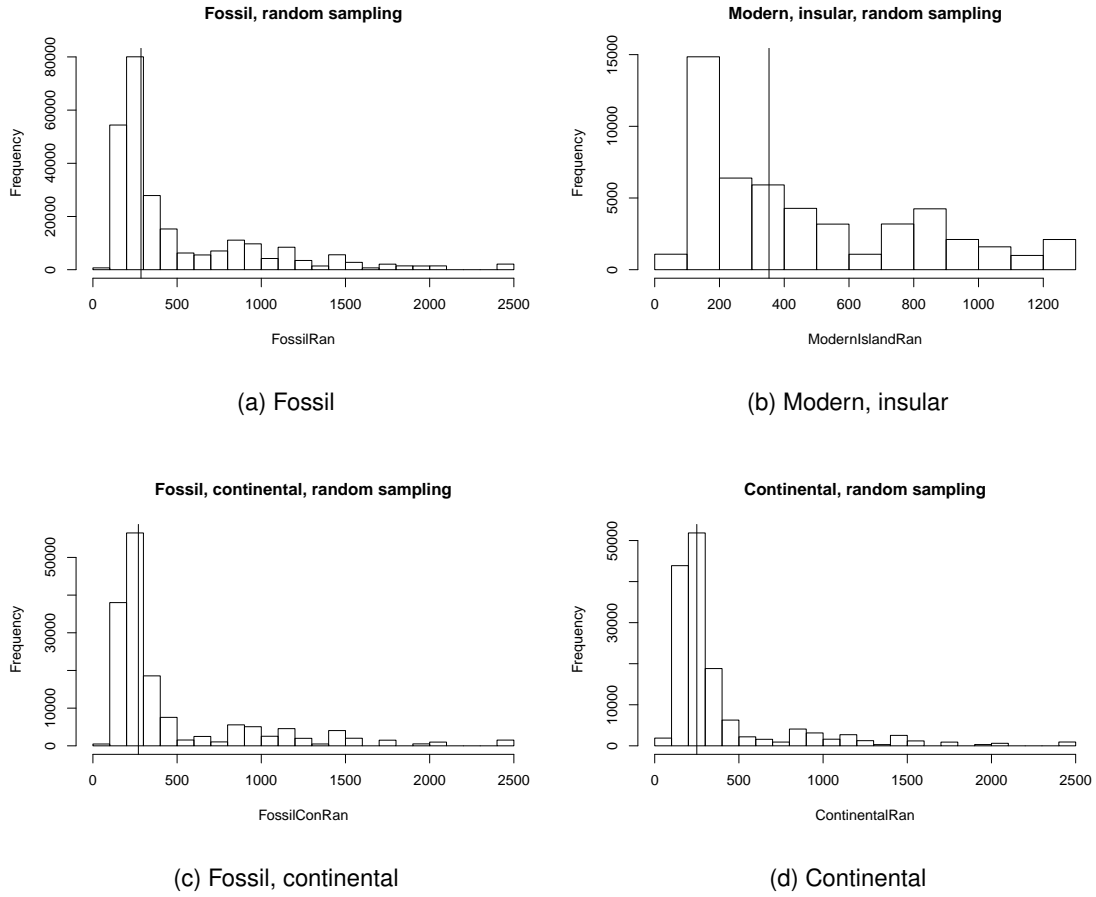 Fossil, random sampling
Frequency
0 20000 40000 60000 80000
0 500 1000 1500 2000 2500
FossilRan
(a) Fossil
Modern, insular, random sampling
Frequency
0 5000 10000 15000
0 200 400 600 800 1000 1200
ModernIslandRan
(b) Modern, insular
Fossil, continental, random sampling
Frequency
0 10000 30000 50000
0 500 1000 1500 2000 2500
FossilConRan
(c) Fossil, continental
Continental, random sampling
Frequency
0 10000 30000 50000
0 500 1000 1500 2000 2500
ContinentalRan
(d) Continental